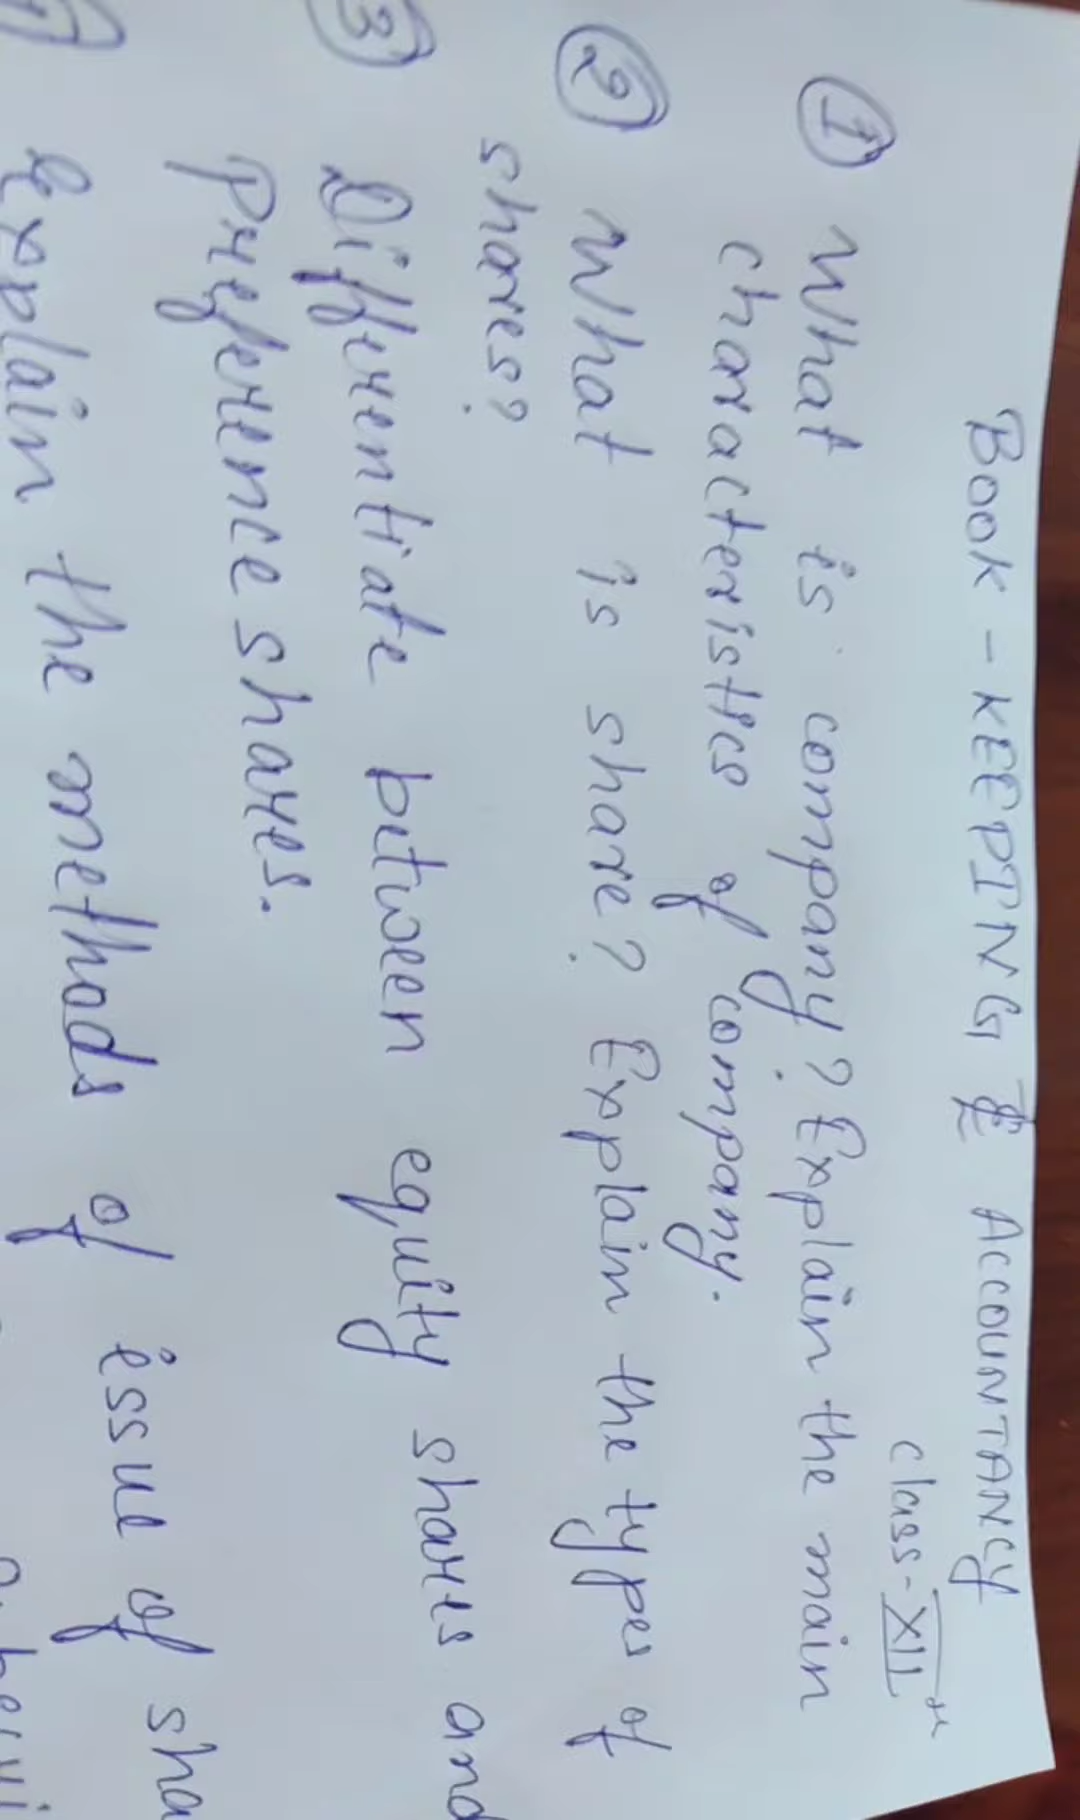 BOOK-KEEPING & ACCOUNTANCY
class-XII th
① What is company? Explain the main
characteristics of company.
② What is share? Explain the types of
shares?
③ Differentiate between equity shares and
preference shares.
Explain the methods of issue of sha